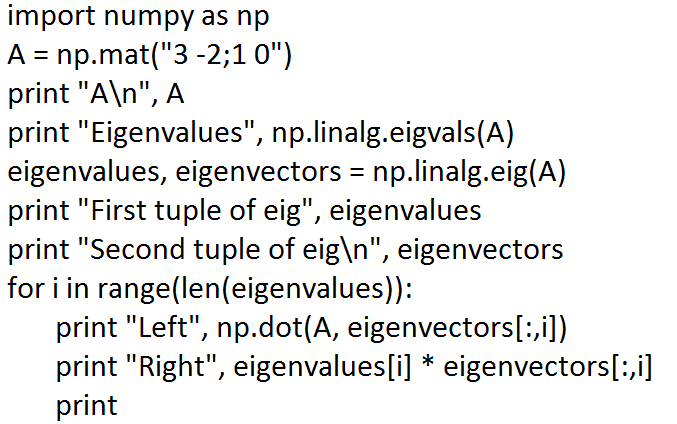 import numpy as np
A = np.mat("3 -2;1 0")
print "A\n", A
print "Eigenvalues", np.linalg.eigvals(A)
eigenvalues, eigenvectors = np.linalg.eig(A)
print "First tuple of eig", eigenvalues
print "Second tuple of eig\n", eigenvectors
for i in range(len(eigenvalues)):
    print "Left", np.dot(A, eigenvectors[:,i])
    print "Right", eigenvalues[i] * eigenvectors[:,i]
    print